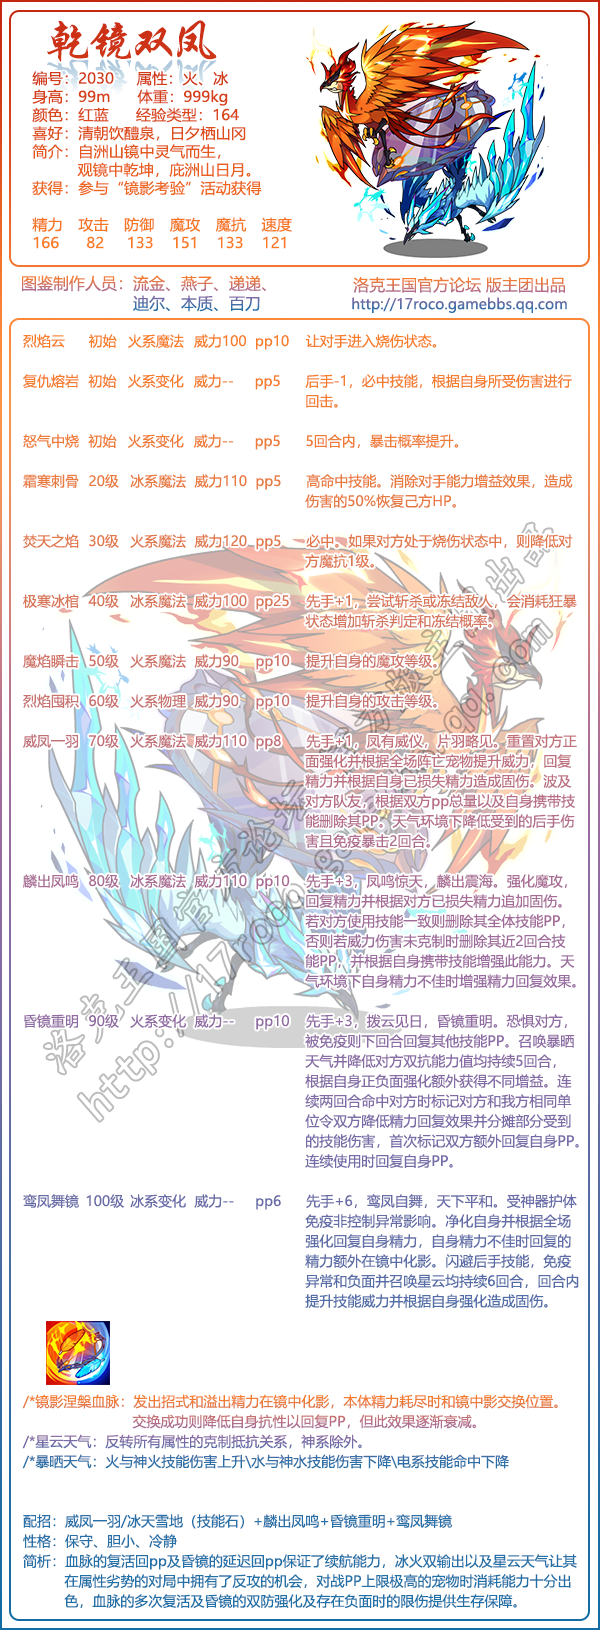 乾镜双凤
编号：2030 属性：火、冰
身高：99m 体重：999kg
颜色：红蓝 经验类型：164
喜好：清朝饮醴泉，日夕栖山冈
简介：自洲山镜中灵气而生，
观镜中乾坤，庇洲山日月。
获得：参与“镜影考验”活动获得
精力 攻击 防御 魔攻 魔抗 速度
166 82 133 151 133 121
图鉴制作人员：流金、燕子、递递、
迪尔、本质、百刀
洛克王国官方论坛 版主团出品
http://17roco.gamebbs.qq.com
烈焰云 初始 火系魔法 威力100 pp10 让对手进入烧伤状态。
复仇熔岩 初始 火系变化 威力-- pp5 后手-1，必中技能，根据自身所受伤害进行
回击。
怒气中烧 初始 火系变化 威力-- pp5 5回合内，暴击概率提升。
霜寒刺骨 20级 冰系魔法 威力110 pp5 高命中技能。消除对手能力增益效果，造成
伤害的50%恢复己方HP。
焚天之焰 30级 火系魔法 威力120 pp5 必中。如果对方处于烧伤状态中，则降低对
方魔抗1级。
极寒冰棺 40级 冰系魔法 威力100 pp25 先手+1，尝试斩杀或冻结敌人，会消耗狂暴
状态增加斩杀判定和冻结概率。
魔焰瞬击 50级 火系魔法 威力90 pp10 提升自身的魔攻等级。
烈焰囤积 60级 火系物理 威力90 pp10 提升自身的攻击等级。
威凤一羽 70级 火系魔法 威力110 pp8 先手+1，凤有威仪，片羽略见。重置对方正
面强化并根据全场阵亡宠物提升威力，回复
精力并根据自身已损失精力造成固伤。波及
对方队友，根据双方pp总量以及自身携带技
能删除其PP。天气环境下降低受到的后手伤
害且免疫暴击2回合。
麟出凤鸣 80级 冰系魔法 威力110 pp10 先手+3，凤鸣惊天，麟出震海。强化魔攻，
回复精力并根据对方已损失精力追加固伤。
若对方使用技能一致则删除其全体技能PP，
否则若威力伤害未克制时删除其近2回合技
能PP，并根据自身携带技能增强此能力。天
气环境下自身精力不佳时增强精力回复效果。
昏镜重明 90级 火系变化 威力-- pp10 先手+3，拨云见日，昏镜重明。恐惧对方，
被免疫则下回合回复其他技能PP。召唤暴晒
天气并降低对方双抗能力值均持续5回合，
根据自身正负面强化额外获得不同增益。连
续两回合命中对方时标记对方和我方相同单
位令双方降低精力回复效果并分摊部分受到
的技能伤害，首次标记双方额外回复自身PP。
连续使用时回复自身PP。
鸾凤舞镜 100级 冰系变化 威力-- pp6 先手+6，鸾凤自舞，天下平和。受神器护体
免疫非控制异常影响。净化自身并根据全场
强化回复自身精力，自身精力不佳时回复的
精力额外在镜中化影。闪避后手技能，免疫
异常和负面并召唤星云均持续6回合，回合内
提升技能威力并根据自身强化造成固伤。
/*镜影涅槃血脉：发出招式和溢出精力在镜中化影，本体精力耗尽时和镜中影交换位置。
交换成功则降低自身抗性以回复PP，但此效果逐渐衰减。
/*星云天气：反转所有属性的克制抵抗关系，神系除外。
/*暴晒天气：火与神火技能伤害上升\水与神水技能伤害下降\电系技能命中下降
配招：威凤一羽/冰天雪地（技能石）+麟出凤鸣+昏镜重明+鸾凤舞镜
性格：保守、胆小、冷静
简析：血脉的复活回pp及昏镜的延迟回pp保证了续航能力，冰火双输出以及星云天气让其
在属性劣势的对局中拥有了反攻的机会，对战PP上限极高的宠物时消耗能力十分出
色，血脉的多次复活及昏镜的双防强化及存在负面时的限伤提供生存保障。
洛克王国官方论坛 版主团出品
http://17roco.gamebbs.qq.com